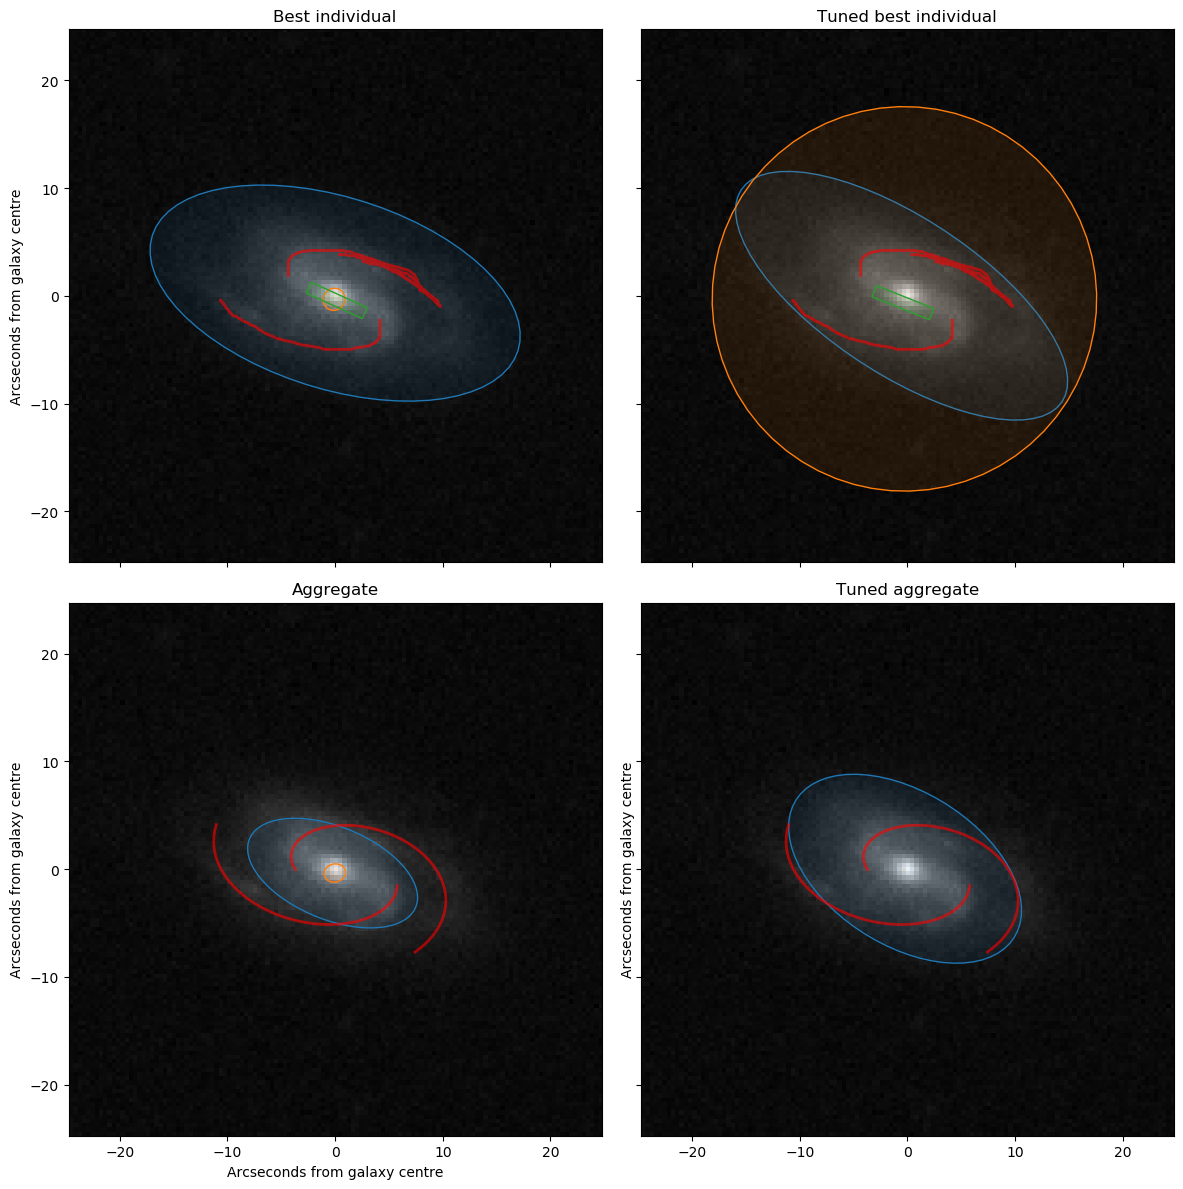 Best individual
Tuned best individual
20
10
0
−10
−20
Arcseconds from galaxy centre
Aggregate
Tuned aggregate
20
10
0
−10
−20
Arcseconds from galaxy centre
Arcseconds from galaxy centre
−20 −10 0 10 20
−20 −10 0 10 20
Arcseconds from galaxy centre